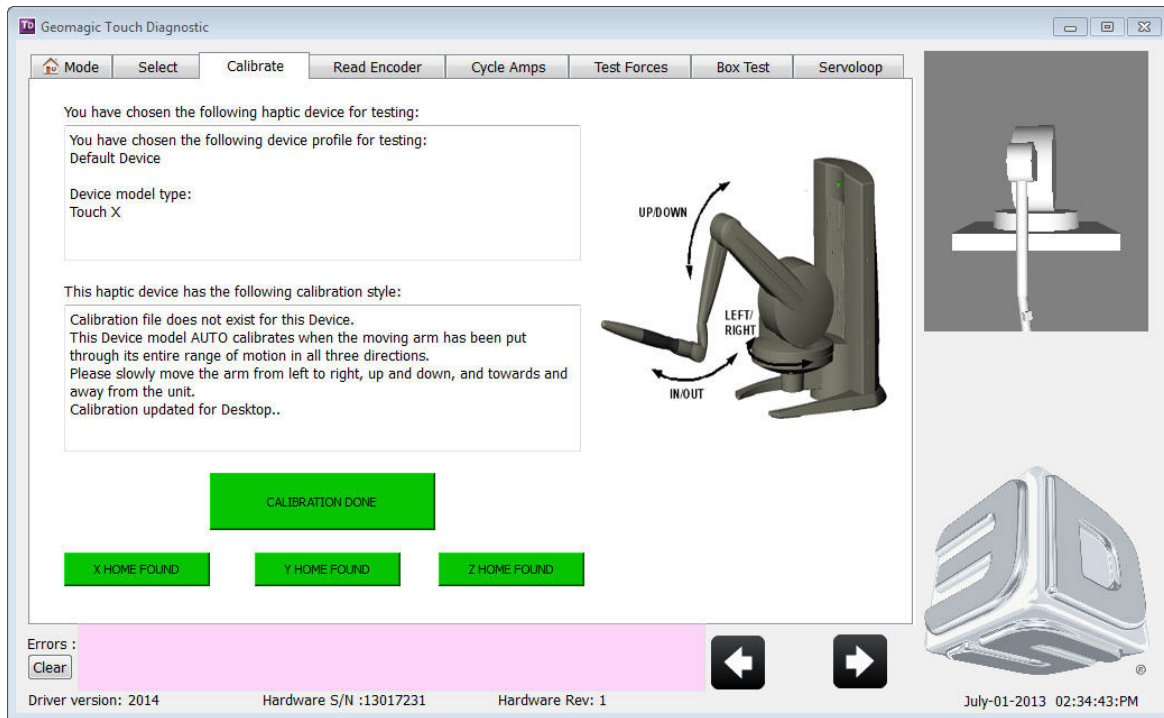 TD Geomagic Touch Diagnostic
Mode Select Calibrate Read Encoder Cycle Amps Test Forces Box Test Servoloop
You have chosen the following haptic device for testing:
You have chosen the following device profile for testing:
Default Device
Device model type:
Touch X
UP/DOWN
LEFT/
RIGHT
IN/OUT
This haptic device has the following calibration style:
Calibration file does not exist for this Device.
This Device model AUTO calibrates when the moving arm has been put
through its entire range of motion in all three directions.
Please slowly move the arm from left to right, up and down, and towards and
away from the unit.
Calibration updated for Desktop..
CALIBRATION DONE
X HOME FOUND Y HOME FOUND Z HOME FOUND
3D
®
Errors :
Clear
Driver version: 2014 Hardware S/N :13017231 Hardware Rev: 1 July-01-2013 02:34:43:PM